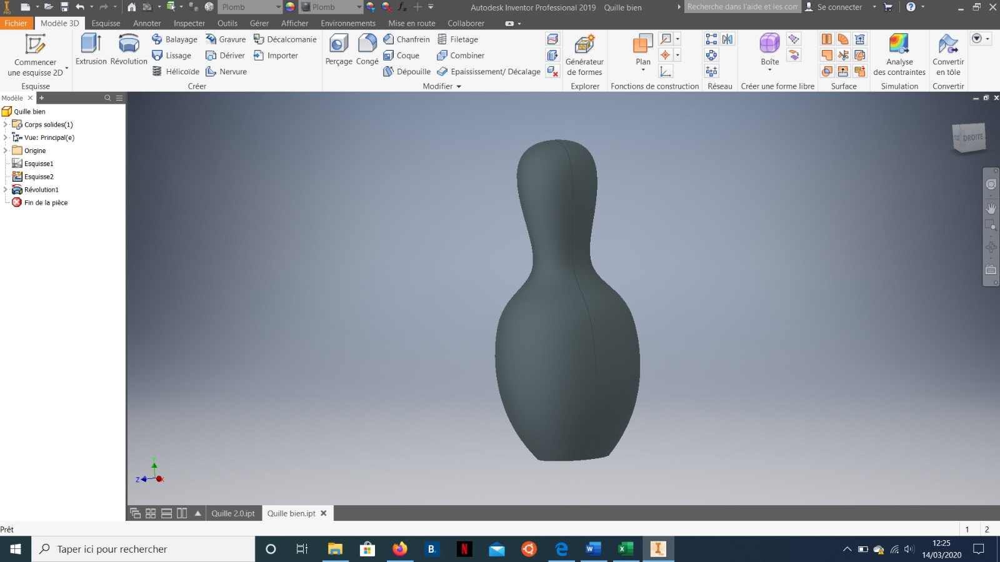 Plomb
Plomb
Autodesk Inventor Professional 2019 Quille bien
Recherche dans l'aide et les com
Se connecter
Fichier
Modèle 3D
Esquisse
Annoter
Inspecter
Outils
Gérer
Afficher
Environnements
Mise en route
Collaborer
Commencer
une esquisse 2D
Esquisse
Extrusion
Révolution
Balayage
Lissage
Hélicoïde
Gravure
Dériver
Nervure
Décalcomanie
Importer
Créer
Perçage
Congé
Chanfrein
Coque
Dépouille
Filetage
Combiner
Epaississement/ Décalage
Modifier
Générateur
de formes
Explorer
Plan
Fonctions de construction
Réseau
Boîte
Créer une forme libre
Surface
Analyse
des contraintes
Simulation
Convertir
en tôle
Convertir
Modèle
Quille bien
Corps solides(1)
Vue: Principal(e)
Origine
Esquisse1
Esquisse2
Révolution1
Fin de la pièce
DROITE
Y
Z
X
Quille 2.0.ipt
Quille bien.ipt
Prêt
1
2
Taper ici pour rechercher
12:25
14/03/2020